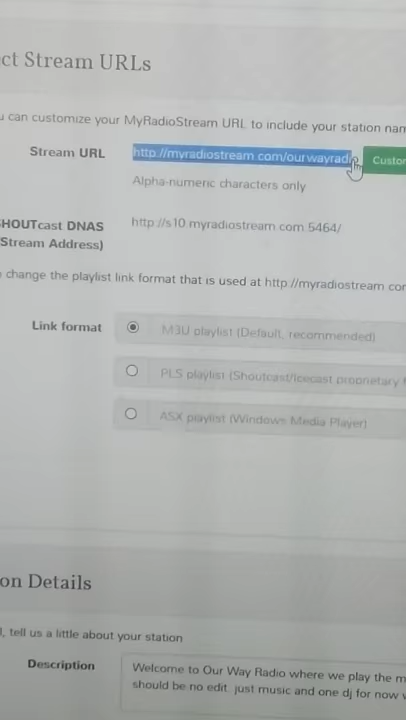 ct Stream URLs
u can customize your MyRadioStream URL to include your station nam
Stream URL
http://myradiostream.com/ourwayradi
Custor
Alpha-numeric characters only
HOUTcast DNAS
Stream Address)
http://s10.myradiostream.com:5464/
change the playlist link format that is used at http://myradiostream.com
Link format
M3U playlist (Default, recommended)
PLS playlist (Shoutcast/Icecast proprietary
ASX playlist (Windows Media Player)
on Details
l, tell us a little about your station
Description
Welcome to Our Way Radio where we play the m
should be no edit. just music and one dj for now